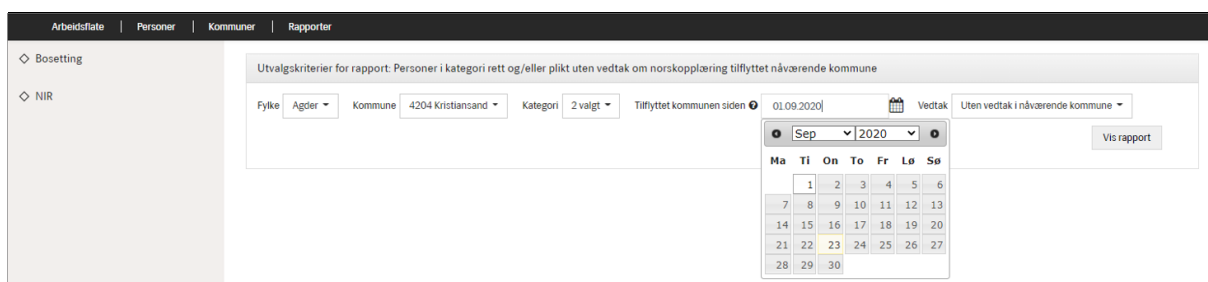 Arbeidsflate Personer Kommuner Rapporter
Bosetting
NIR
Utvalgskriterier for rapport: Personer i kategori rett og/eller plikt uten vedtak om norskopplæring tilflyttet nåværende kommune
Fylke Agder Kommune 4204 Kristiansand Kategori 2 valgt Tilflyttet kommunen siden ? 01.09.2020 Vedtak Uten vedtak i nåværende kommune
Vis rapport
Sep 2020
Ma Ti On To Fr Lø Sø
1 2 3 4 5 6
7 8 9 10 11 12 13
14 15 16 17 18 19 20
21 22 23 24 25 26 27
28 29 30